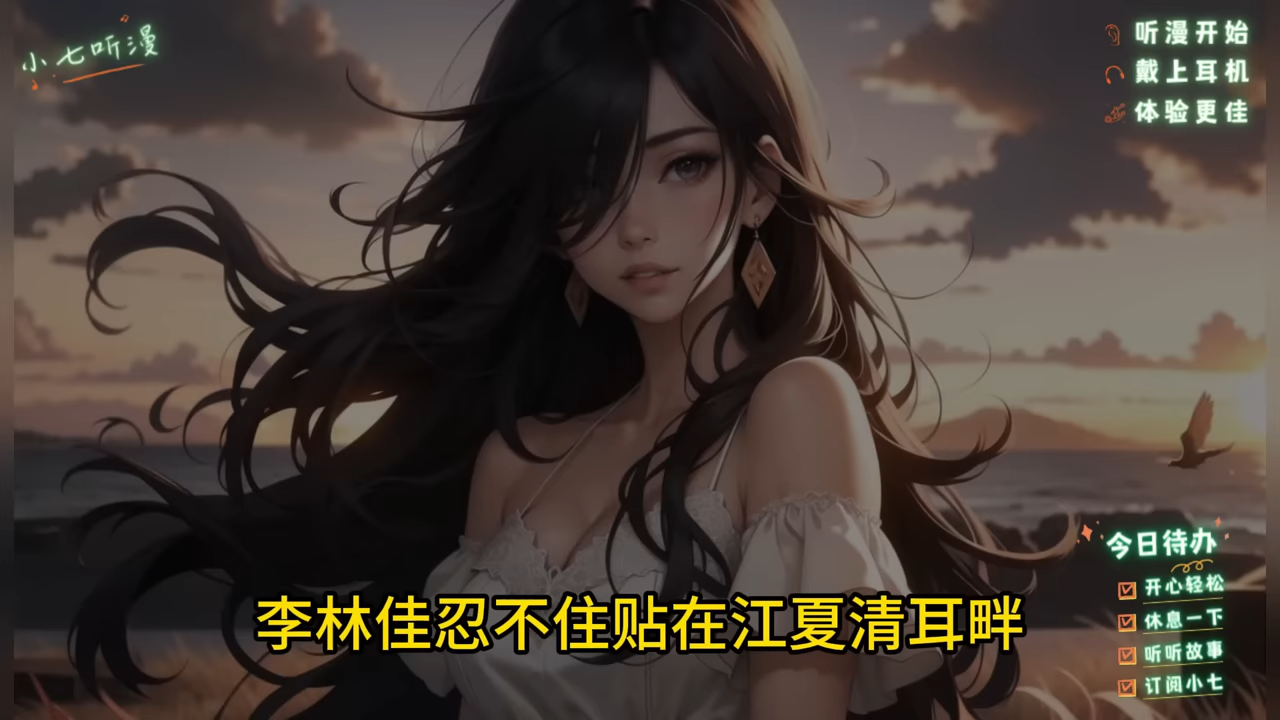 小七听漫
听漫开始
戴上耳机
体验更佳
今日待办
开心轻松
休息一下
听听故事
订阅小七
李林佳忍不住贴在江夏清耳畔